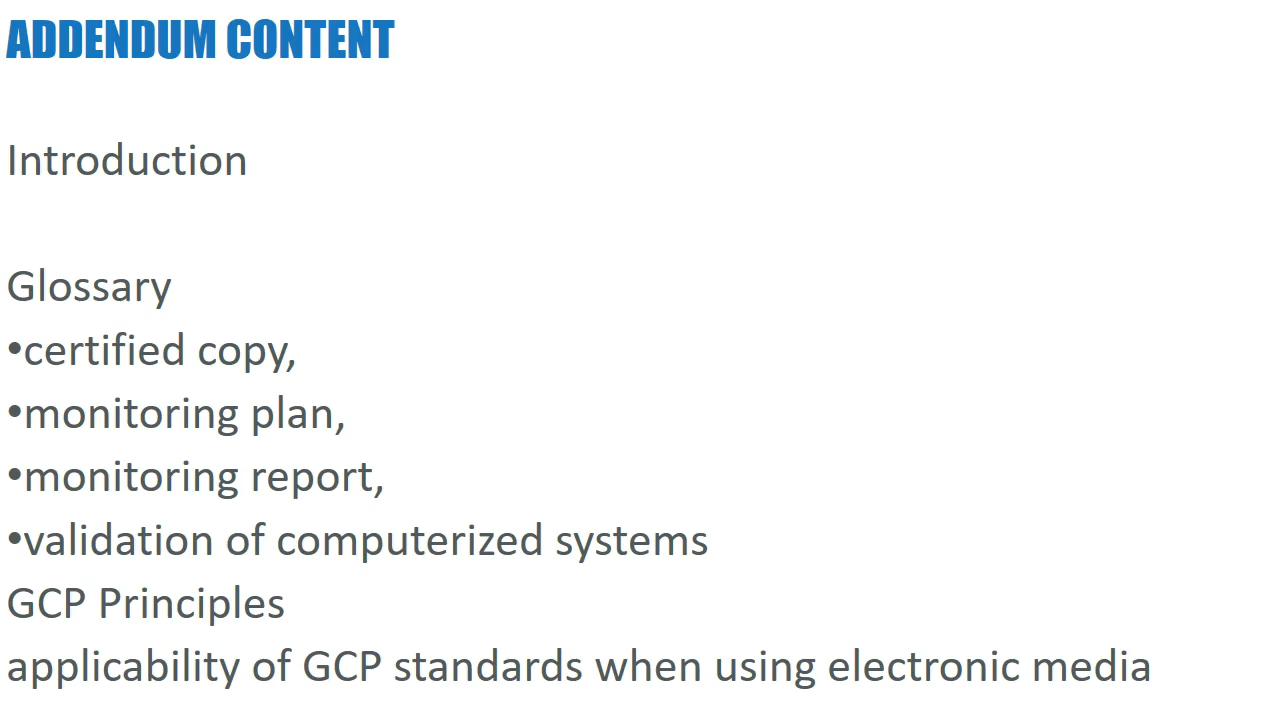 ADDENDUM CONTENT
Introduction
Glossary
•certified copy,
•monitoring plan,
•monitoring report,
•validation of computerized systems
GCP Principles
applicability of GCP standards when using electronic media